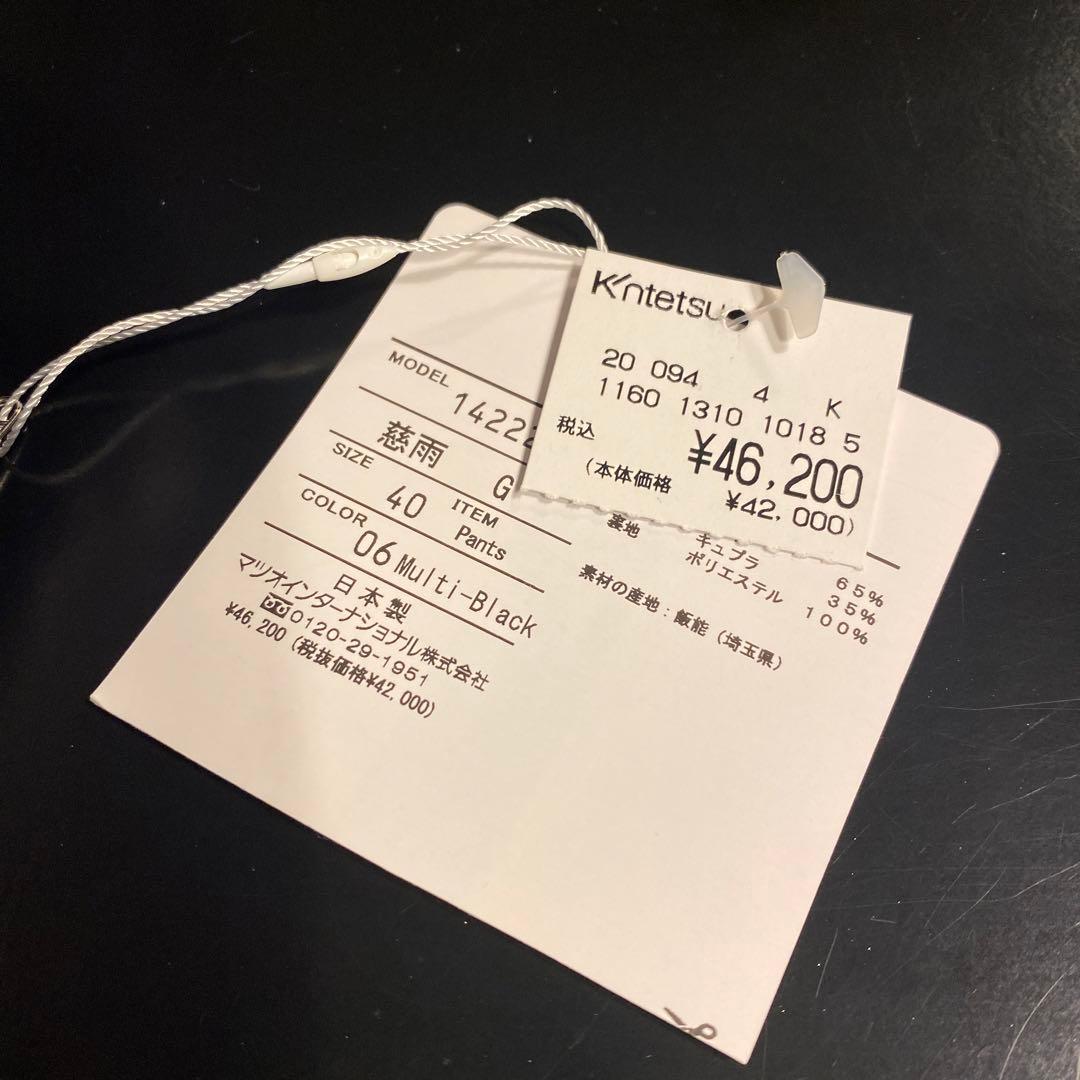 Kintetsu
20 094 4 K
1160 1310 1018 5
税込 ¥46,200
(本体価格 ¥42,000)
MODEL
慈雨 G
SIZE
40 ITEM
Pants
COLOR
06 Multi-Black
日本製
マツオインターナショナル株式会社
0120-29-1951
¥46,200(税抜価格¥42,000)
キュプラ 65%
ポリエステル 35%
裏地 100%
素材の産地:飯能(埼玉県)